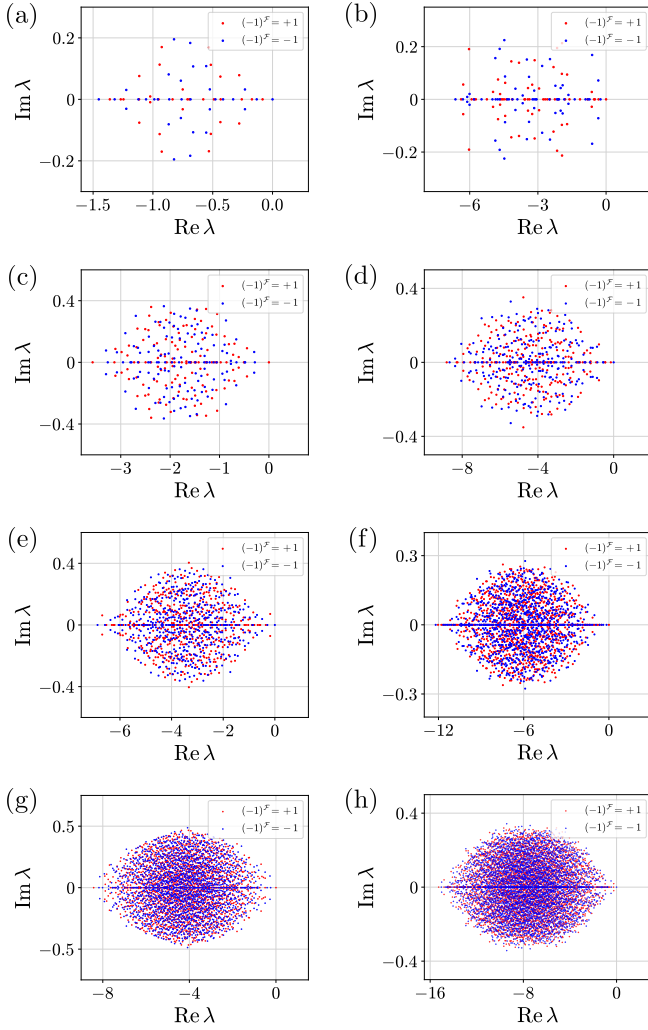 (a)
0.2
0
−0.2
Im λ
−1.5 −1.0 −0.5 0.0
Re λ
(−1)^ℱ = +1
(−1)^ℱ = −1
(b)
0.2
0
−0.2
Im λ
−6 −3 0
Re λ
(−1)^ℱ = +1
(−1)^ℱ = −1
(c)
0.4
0
−0.4
Im λ
−3 −2 −1 0
Re λ
(−1)^ℱ = +1
(−1)^ℱ = −1
(d)
0.4
0
−0.4
Im λ
−8 −4 0
Re λ
(−1)^ℱ = +1
(−1)^ℱ = −1
(e)
0.4
0
−0.4
Im λ
−6 −4 −2 0
Re λ
(−1)^ℱ = +1
(−1)^ℱ = −1
(f)
0.3
0
−0.3
Im λ
−12 −6 0
Re λ
(−1)^ℱ = +1
(−1)^ℱ = −1
(g)
0.5
0
−0.5
Im λ
−8 −4 0
Re λ
(−1)^ℱ = +1
(−1)^ℱ = −1
(h)
0.4
0
−0.4
Im λ
−16 −8 0
Re λ
(−1)^ℱ = +1
(−1)^ℱ = −1